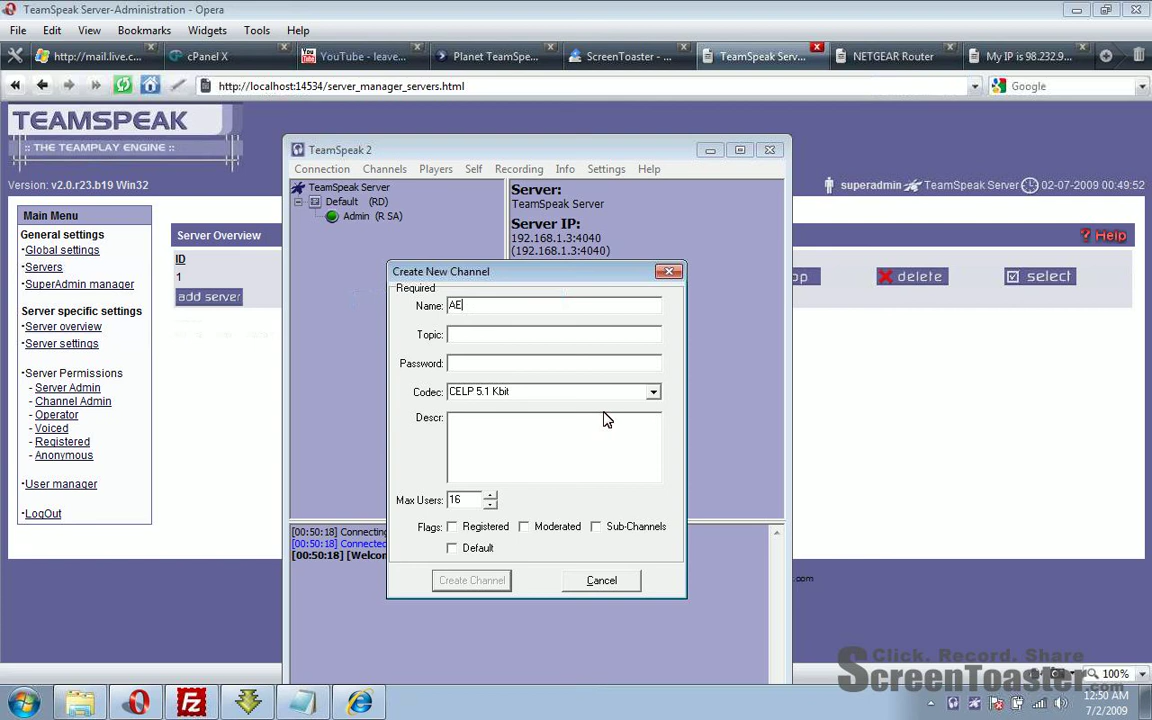 TeamSpeak Server-Administration - Opera
File Edit View Bookmarks Widgets Tools Help
http://mail.live.c... cPanel X YouTube - leave... Planet TeamSpe... ScreenToaster - ... TeamSpeak Serv... NETGEAR Router My IP is 98.232.9...
http://localhost:14534/server_manager_servers.html Google
TEAMSPEAK
:: THE TEAMPLAY ENGINE ::
Version: v2.0.r23.b19 Win32
superadmin TeamSpeak Server 02-07-2009 00:49:52
Main Menu
General settings
Global settings
Servers
SuperAdmin manager
Server specific settings
Server overview
Server settings
Server Permissions
- Server Admin
- Channel Admin
- Operator
- Voiced
- Registered
- Anonymous
User manager
LogOut
Server Overview
Help
ID
1
add server
op delete select
TeamSpeak 2
Connection Channels Players Self Recording Info Settings Help
TeamSpeak Server
Default (RD)
Admin (R SA)
Server:
TeamSpeak Server
Server IP:
192.168.1.3:4040
(192.168.1.3:4040)
Create New Channel
Required
Name: AE
Topic:
Password:
Codec: CELP 5.1 Kbit
Descr:
Max Users: 16
Flags: Registered Moderated Sub-Channels
Default
Create Channel Cancel
[00:50:18] Connecting
[00:50:18] Connected
[00:50:18] [Welcom
.com
Click. Record. Share
ScreenToaster.com
100%
12:50 AM
7/2/2009